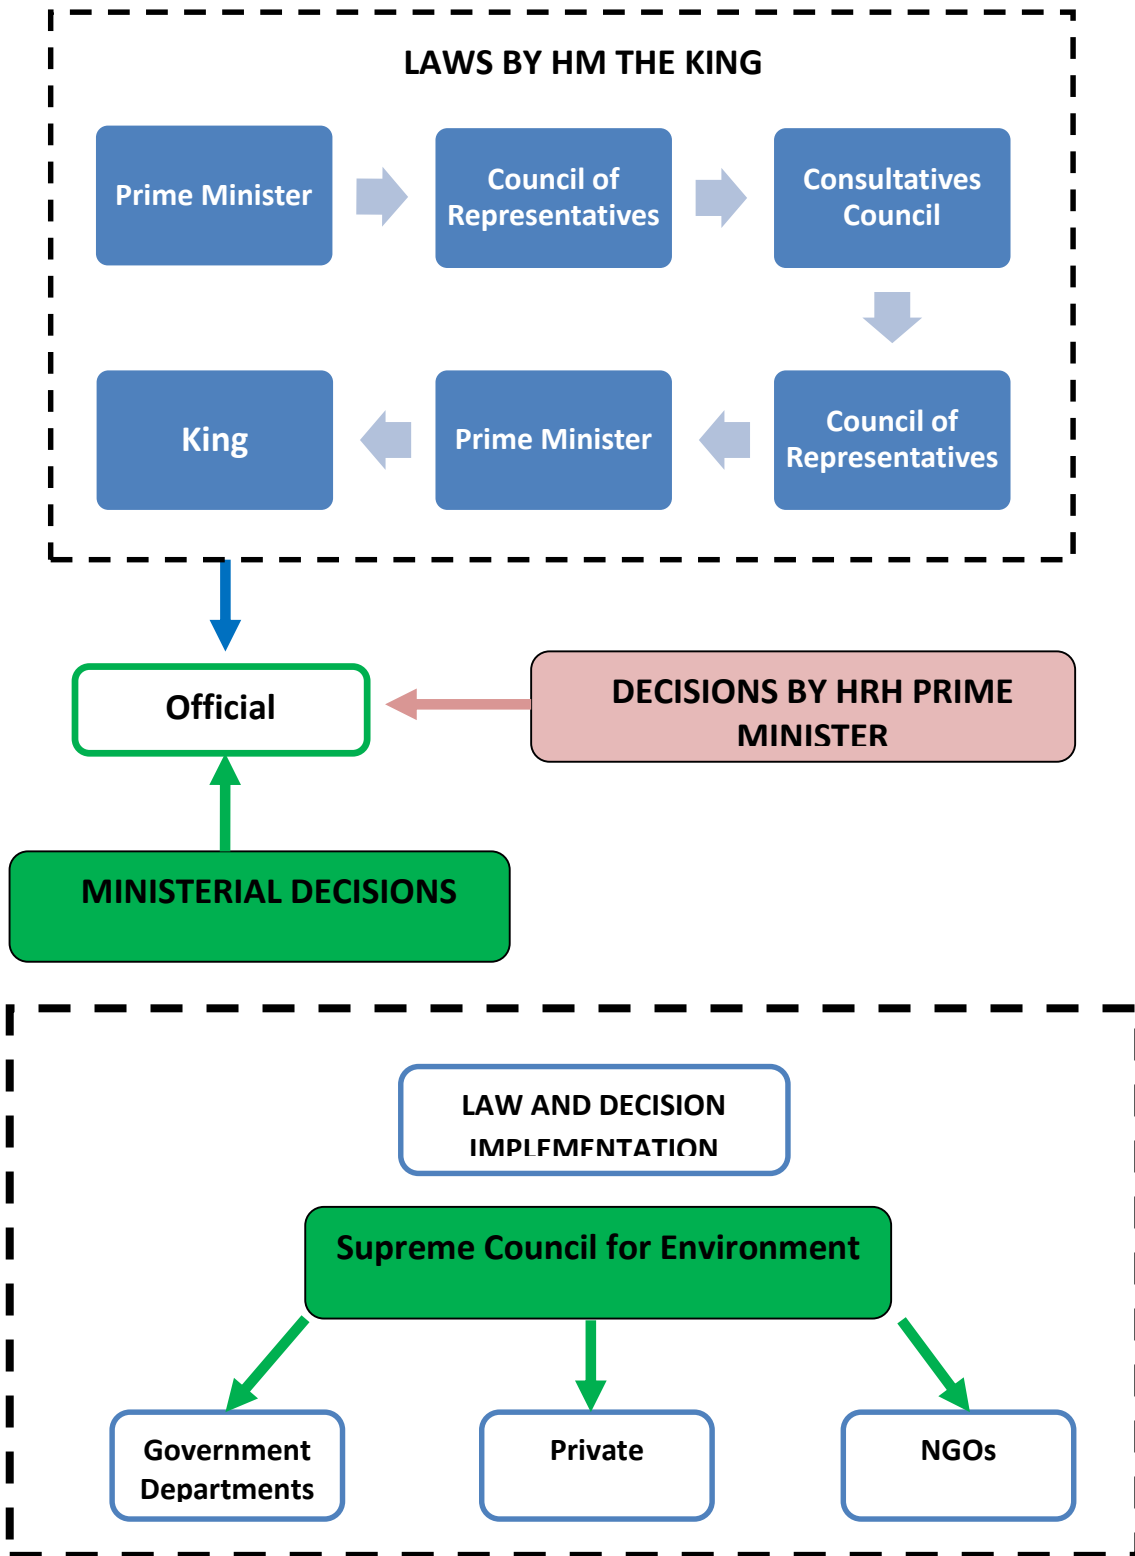 LAWS BY HM THE KING
Prime Minister
Council of
Representatives
Consultatives
Council
King
Prime Minister
Council of
Representatives
Official
DECISIONS BY HRH PRIME
MINISTER
MINISTERIAL DECISIONS
LAW AND DECISION
IMPLEMENTATION
Supreme Council for Environment
Government
Departments
Private
NGOs